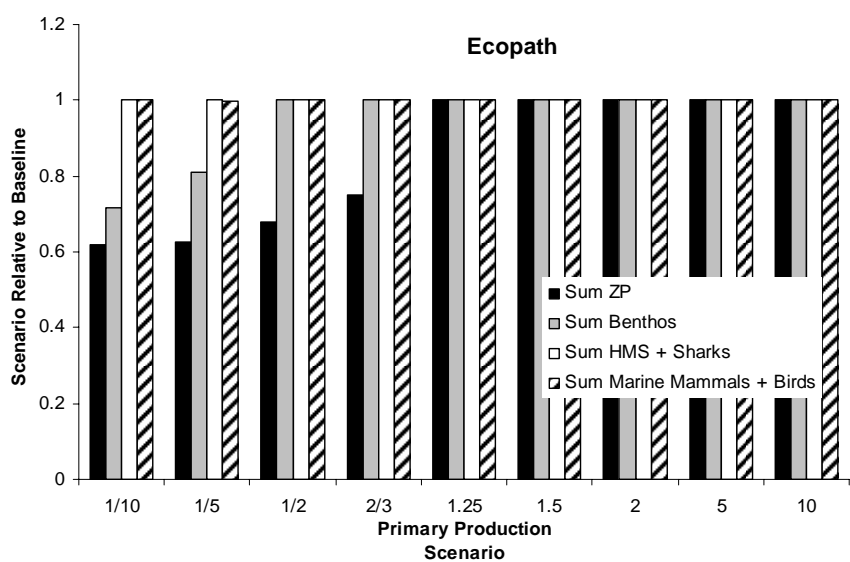 Ecopath
1.2
1
0.8
0.6
0.4
0.2
0
Scenario Relative to Baseline
Sum ZP
Sum Benthos
Sum HMS + Sharks
Sum Marine Mammals + Birds
1/10 1/5 1/2 2/3 1.25 1.5 2 5 10
Primary Production
Scenario